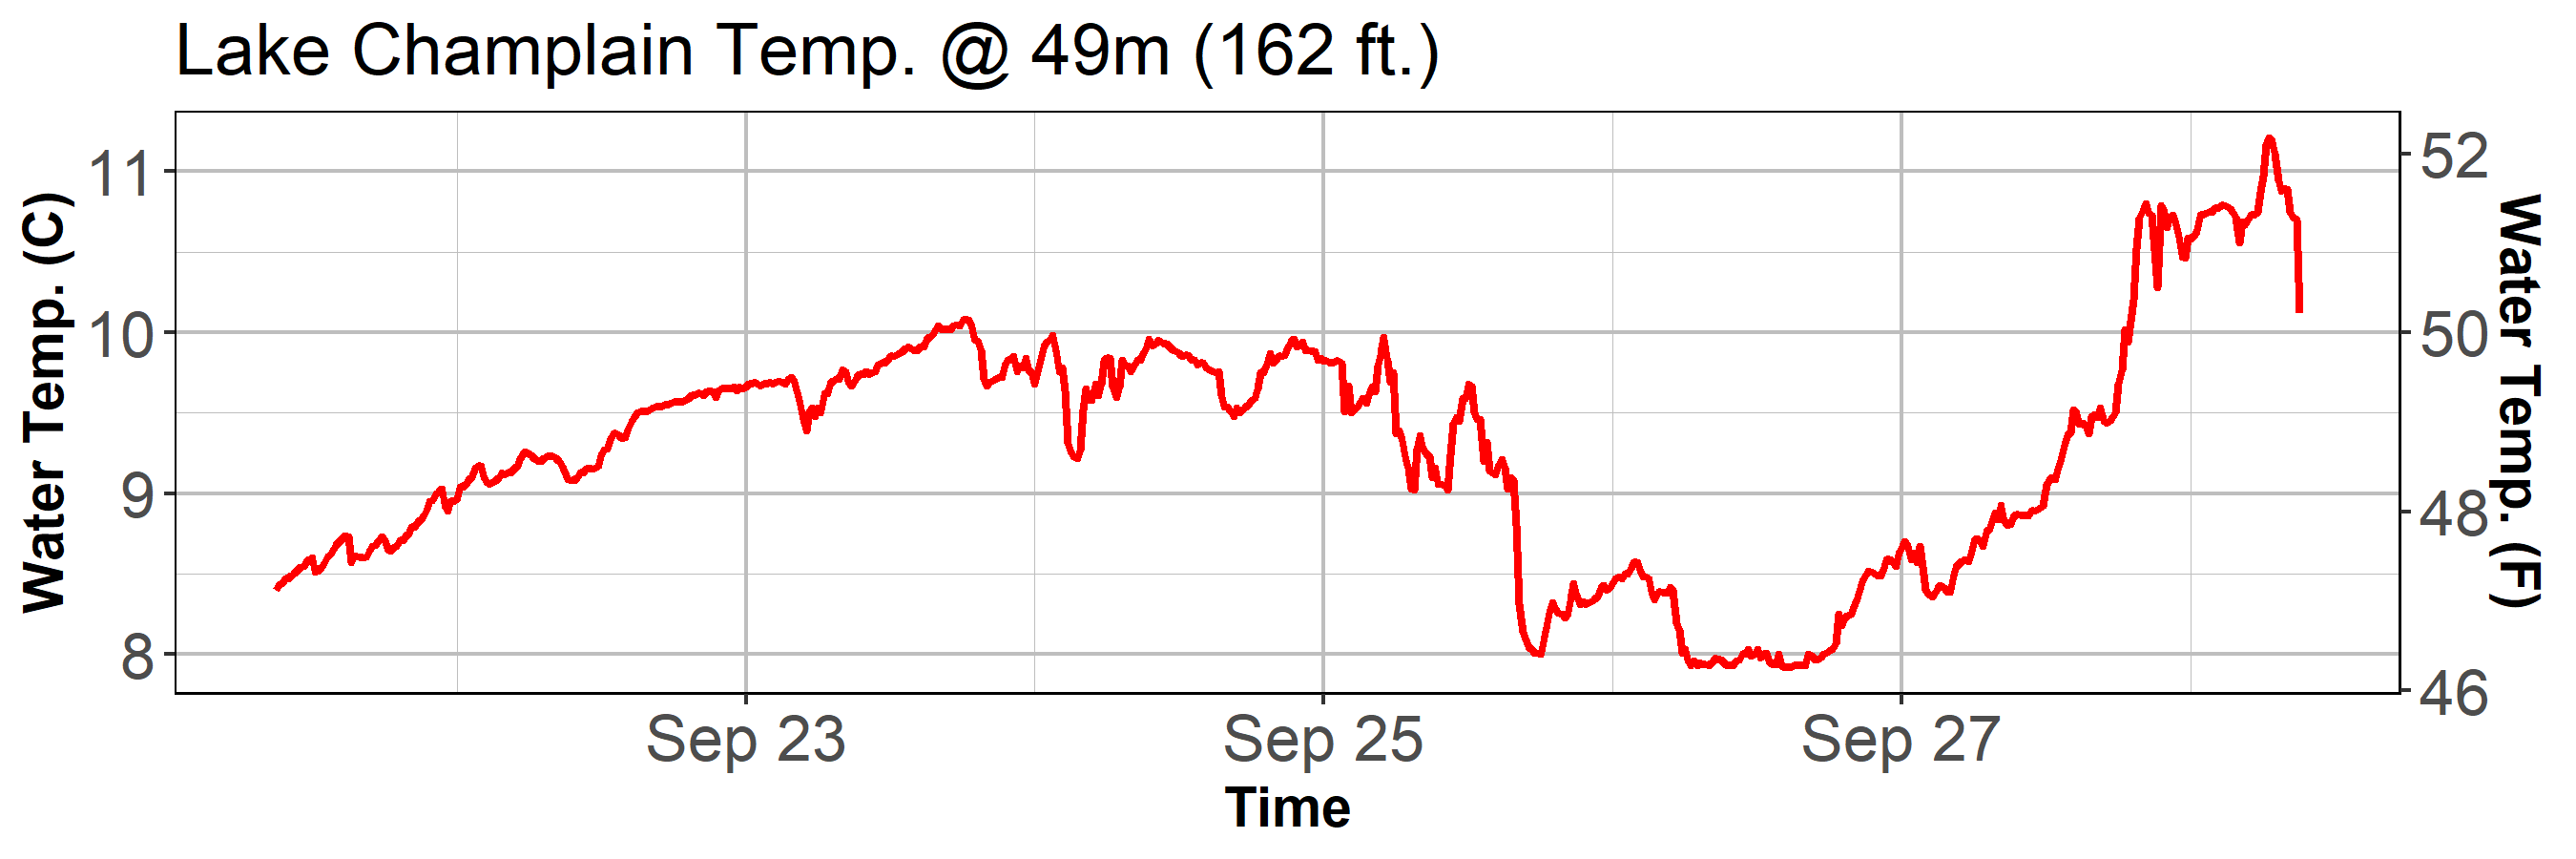 Lake Champlain Temp. @ 49m (162 ft.)
Water Temp. (C)
11
10
9
8
52
50
48
46
Water Temp. (F)
Sep 23
Sep 25
Sep 27
Time